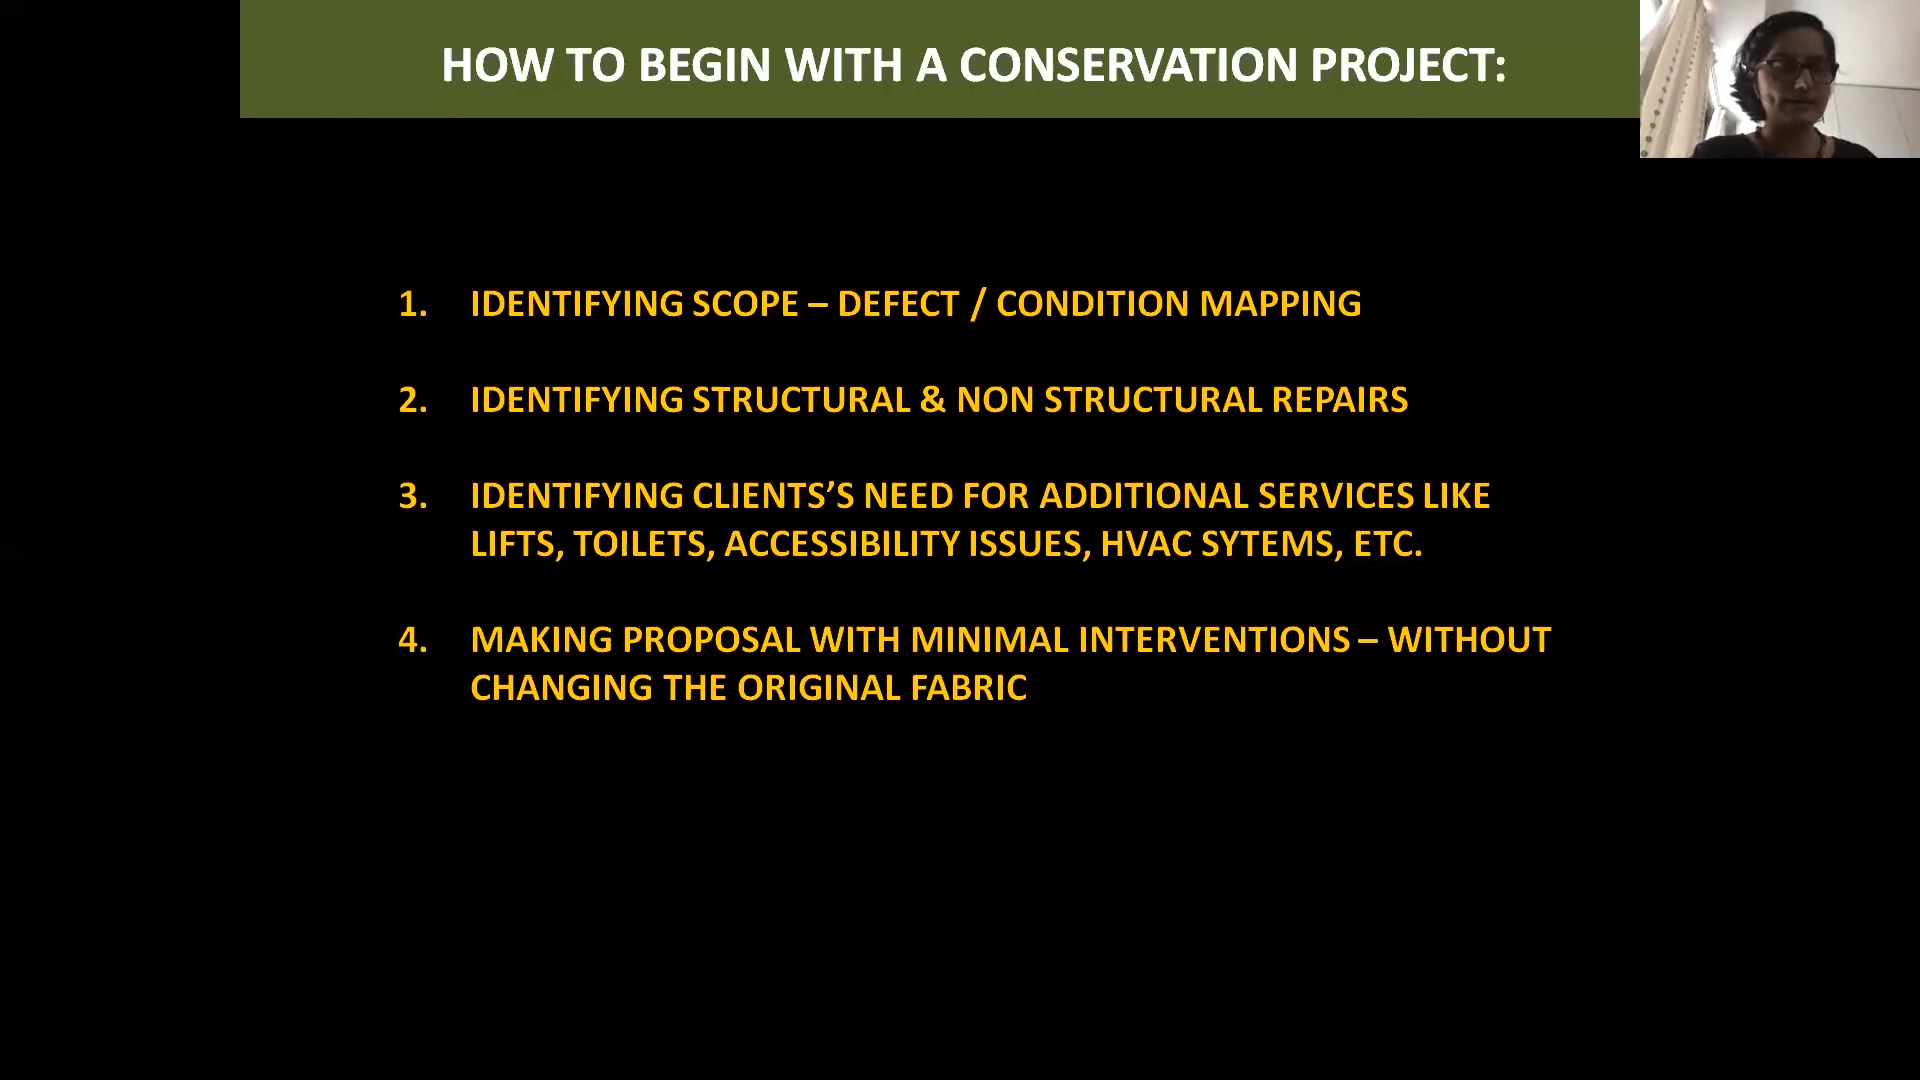 HOW TO BEGIN WITH A CONSERVATION PROJECT:
1. IDENTIFYING SCOPE – DEFECT / CONDITION MAPPING
2. IDENTIFYING STRUCTURAL & NON STRUCTURAL REPAIRS
3. IDENTIFYING CLIENTS’S NEED FOR ADDITIONAL SERVICES LIKE
LIFTS, TOILETS, ACCESSIBILITY ISSUES, HVAC SYTEMS, ETC.
4. MAKING PROPOSAL WITH MINIMAL INTERVENTIONS – WITHOUT
CHANGING THE ORIGINAL FABRIC